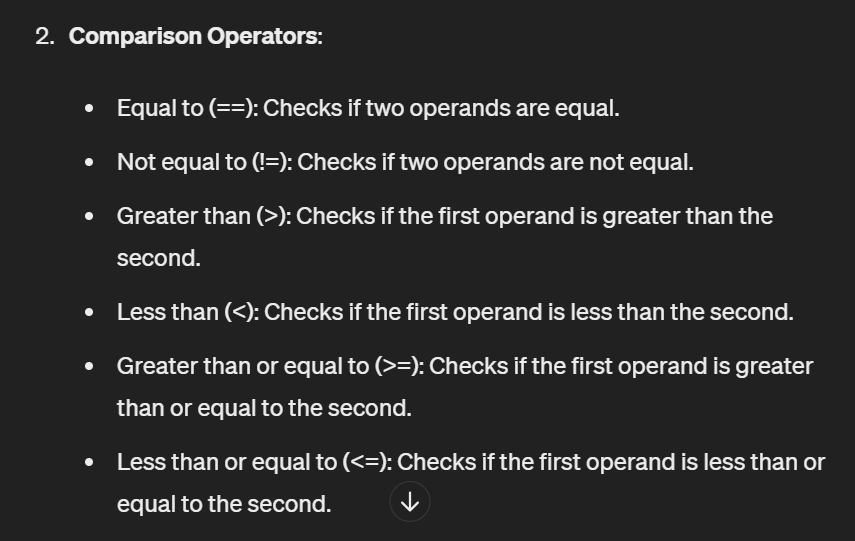 2. Comparison Operators:
• Equal to (==): Checks if two operands are equal.
• Not equal to (!=): Checks if two operands are not equal.
• Greater than (>): Checks if the first operand is greater than the
second.
• Less than (<): Checks if the first operand is less than the second.
• Greater than or equal to (>=): Checks if the first operand is greater
than or equal to the second.
• Less than or equal to (<=): Checks if the first operand is less than or
equal to the second.